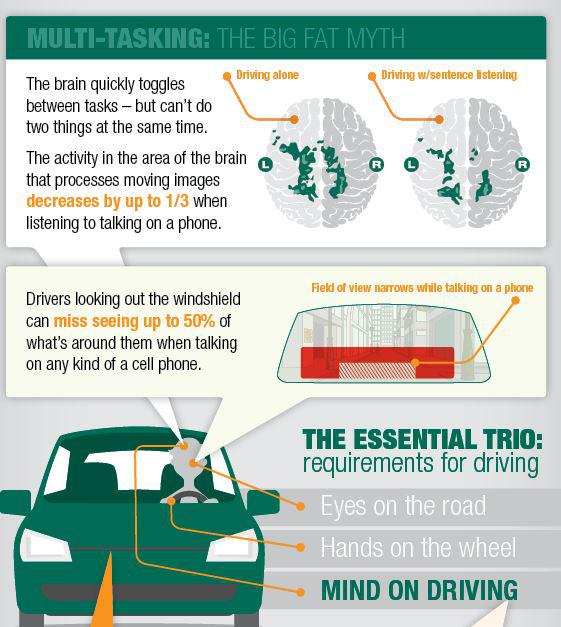 MULTI-TASKING: THE BIG FAT MYTH
The brain quickly toggles
between tasks – but can't do
two things at the same time.
The activity in the area of the brain
that processes moving images
decreases by up to 1/3 when
listening to talking on a phone.
Driving alone
L
R
Driving w/sentence listening
L
R
Drivers looking out the windshield
can miss seeing up to 50% of
what's around them when talking
on any kind of a cell phone.
Field of view narrows while talking on a phone
THE ESSENTIAL TRIO:
requirements for driving
Eyes on the road
Hands on the wheel
MIND ON DRIVING